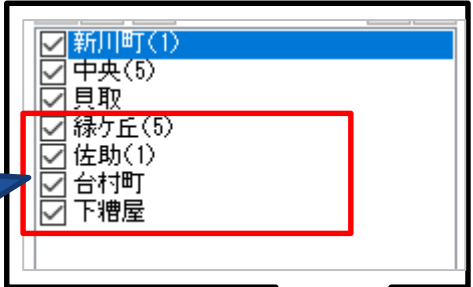 新川町(1)
中央(5)
貝取
緑ケ丘(5)
佐助(1)
台村町
下糟屋